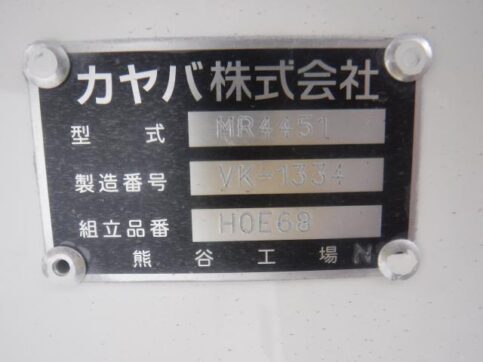 カヤバ株式会社
型式 MR4451
製造番号 VK-1334
組立品番 HOE68
熊谷工場 N